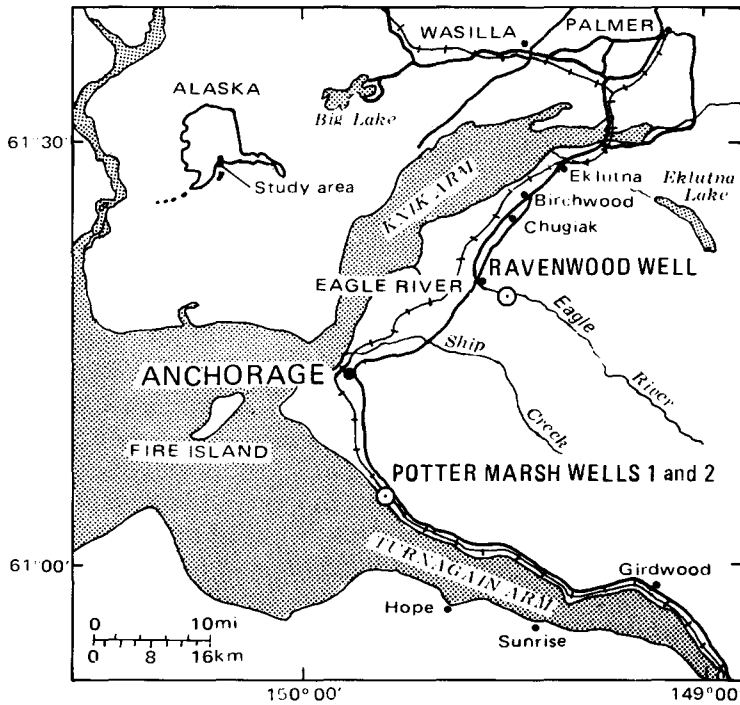 WASILLA
PALMER
ALASKA
Big Lake
61°30'
Study area
KNIK ARM
Eklutna
Eklutna
Lake
Birchwood
Chugiak
RAVENWOOD WELL
EAGLE RIVER
Eagle
River
Ship
Creek
ANCHORAGE
FIRE ISLAND
POTTER MARSH WELLS 1 and 2
61°00'
TURNAGAIN ARM
Girdwood
Hope
Sunrise
0 10mi
0 8 16km
150°00'
149°00'